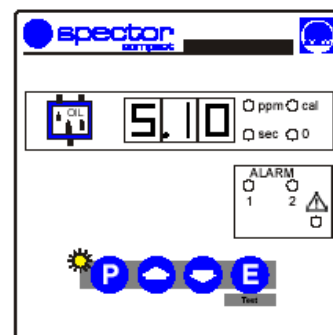 spector
compact
OIL
5.10
ppm cal
sec 0
ALARM
1 2
P E
Test